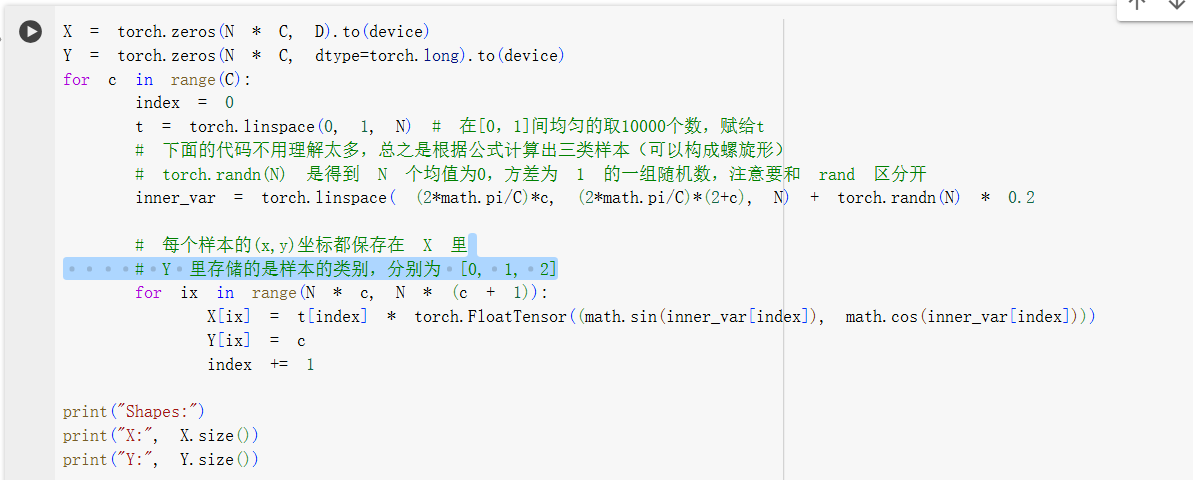 X = torch.zeros(N * C, D).to(device)
Y = torch.zeros(N * C, dtype=torch.long).to(device)
for c in range(C):
index = 0
t = torch.linspace(0, 1, N) # 在[0，1]间均匀的取10000个数，赋给t
# 下面的代码不用理解太多，总之是根据公式计算出三类样本（可以构成螺旋形）
# torch.randn(N) 是得到 N 个均值为0，方差为 1 的一组随机数，注意要和 rand 区分开
inner_var = torch.linspace( (2*math.pi/C)*c, (2*math.pi/C)*(2+c), N) + torch.randn(N) * 0.2
# 每个样本的(x,y)坐标都保存在 X 里
# Y 里存储的是样本的类别，分别为 [0, 1, 2]
for ix in range(N * c, N * (c + 1)):
X[ix] = t[index] * torch.FloatTensor((math.sin(inner_var[index]), math.cos(inner_var[index])))
Y[ix] = c
index += 1
print("Shapes:")
print("X:", X.size())
print("Y:", Y.size())